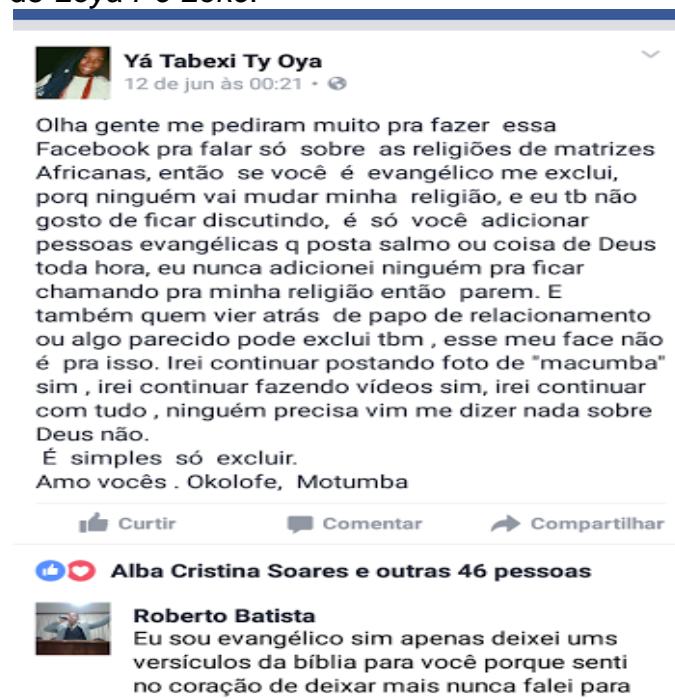 Yá Tabexi Ty Oya
12 de jun às 00:21 •
Olha gente me pediram muito pra fazer essa
Facebook pra falar só sobre as religiões de matrizes
Africanas, então se você é evangélico me exclui,
porq ninguém vai mudar minha religião, e eu tb não
gosto de ficar discutindo, é só você adicionar
pessoas evangélicas q posta salmo ou coisa de Deus
toda hora, eu nunca adicionei ninguém pra ficar
chamando pra minha religião então parem. E
também quem vier atrás de papo de relacionamento
ou algo parecido pode exclui tbm , esse meu face não
é pra isso. Irei continuar postando foto de "macumba"
sim , irei continuar fazendo vídeos sim, irei continuar
com tudo , ninguém precisa vim me dizer nada sobre
Deus não.
É simples só excluir.
Amo vocês . Okolofe, Motumba
Curtir Comentar Compartilhar
Alba Cristina Soares e outras 46 pessoas
Roberto Batista
Eu sou evangélico sim apenas deixei ums
versículos da bíblia para você porque senti
no coração de deixar mais nunca falei para